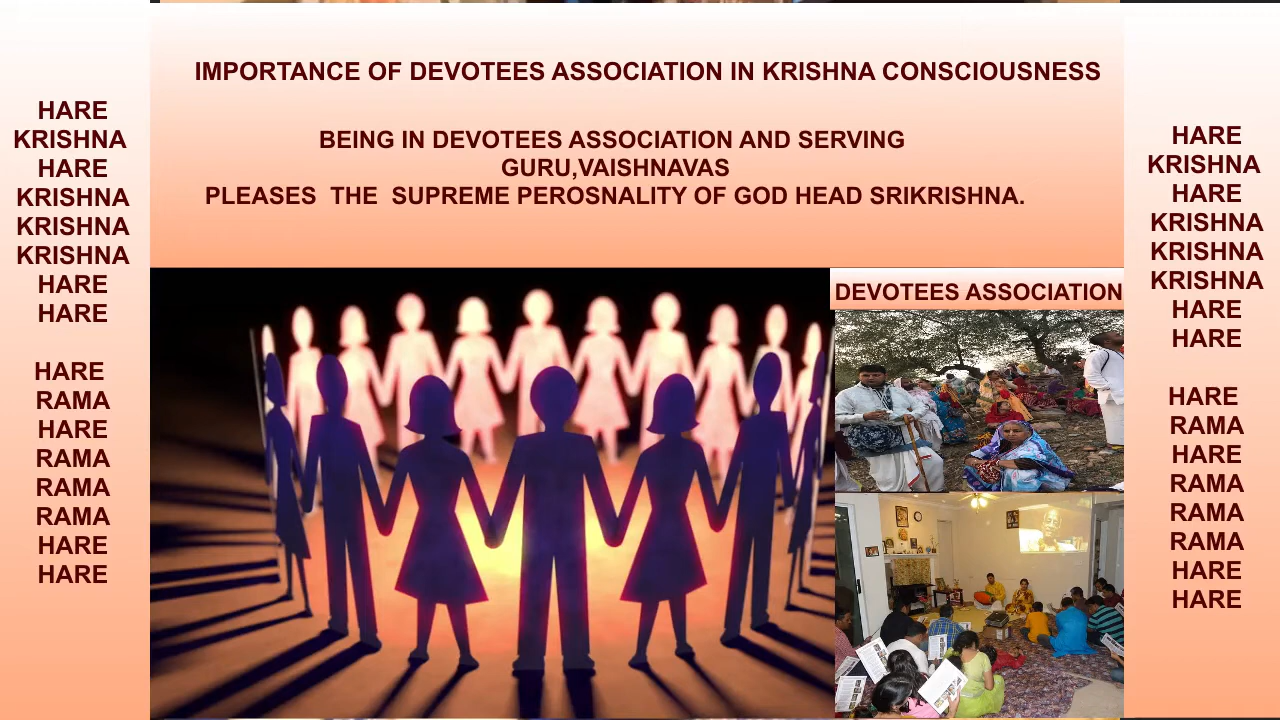 IMPORTANCE OF DEVOTEES ASSOCIATION IN KRISHNA CONSCIOUSNESS
BEING IN DEVOTEES ASSOCIATION AND SERVING
GURU,VAISHNAVAS
PLEASES THE SUPREME PEROSNALITY OF GOD HEAD SRIKRISHNA.
HARE
KRISHNA
HARE
KRISHNA
KRISHNA
KRISHNA
HARE
HARE
HARE
RAMA
HARE
RAMA
RAMA
RAMA
HARE
HARE
DEVOTEES ASSOCIATION
HARE
KRISHNA
HARE
KRISHNA
KRISHNA
KRISHNA
HARE
HARE
HARE
RAMA
HARE
RAMA
RAMA
RAMA
HARE
HARE